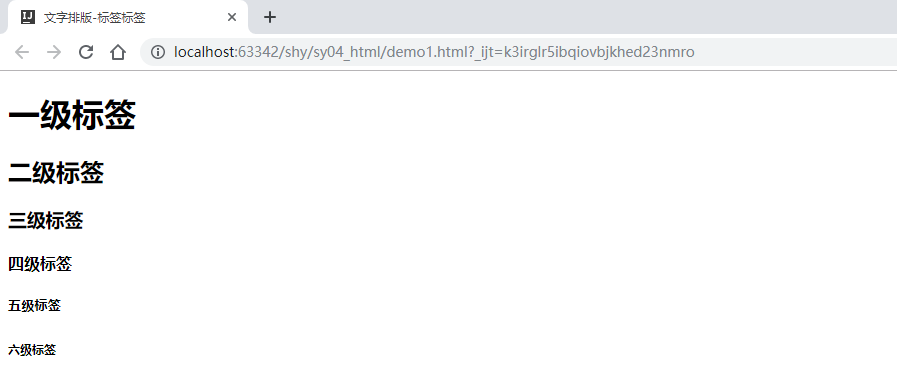 文字排版-标签标签
localhost:63342/shy/sy04_html/demo1.html?_ijt=k3irglr5ibqiovbjkhed23nmro
一级标签
二级标签
三级标签
四级标签
五级标签
六级标签